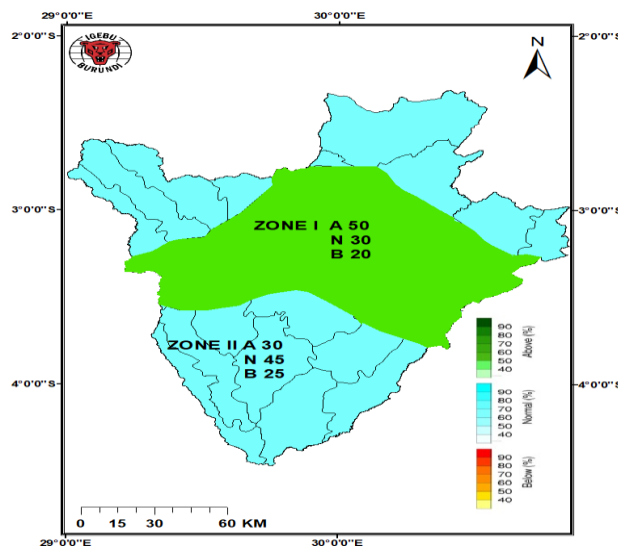 29°0'0"E 30°0'0"E
2°0'0"S 2°0'0"S
IGEBU
BURUNDI
N
3°0'0"S 3°0'0"S
ZONE I A 50
N 30
B 20
ZONE II A 30
N 45
B 25
4°0'0"S 4°0'0"S
90
80
70
60
50
40
Above (%)
90
80
70
60
50
40
Normal (%)
90
80
70
60
50
40
Below (%)
0 15 30 60 KM
29°0'0"E 30°0'0"E